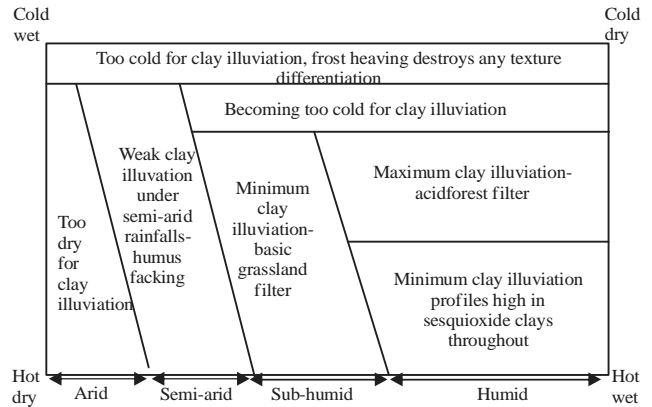 Cold
wet
Cold
dry
Too cold for clay illuviation, frost heaving destroys any texture
differentiation
Becoming too cold for clay illuviation
Weak clay
illuvation
under
semi-arid
rainfalls-
humus
facking
Minimum
clay
illuviation-
basic
grassland
filter
Maximum clay illuviation-
acidforest filter
Too
dry
for
clay
illuviation
Minimum clay illuviation
profiles high in
sesquioxide clays
throughout
Hot
dry
Arid
Semi-arid
Sub-humid
Humid
Hot
wet